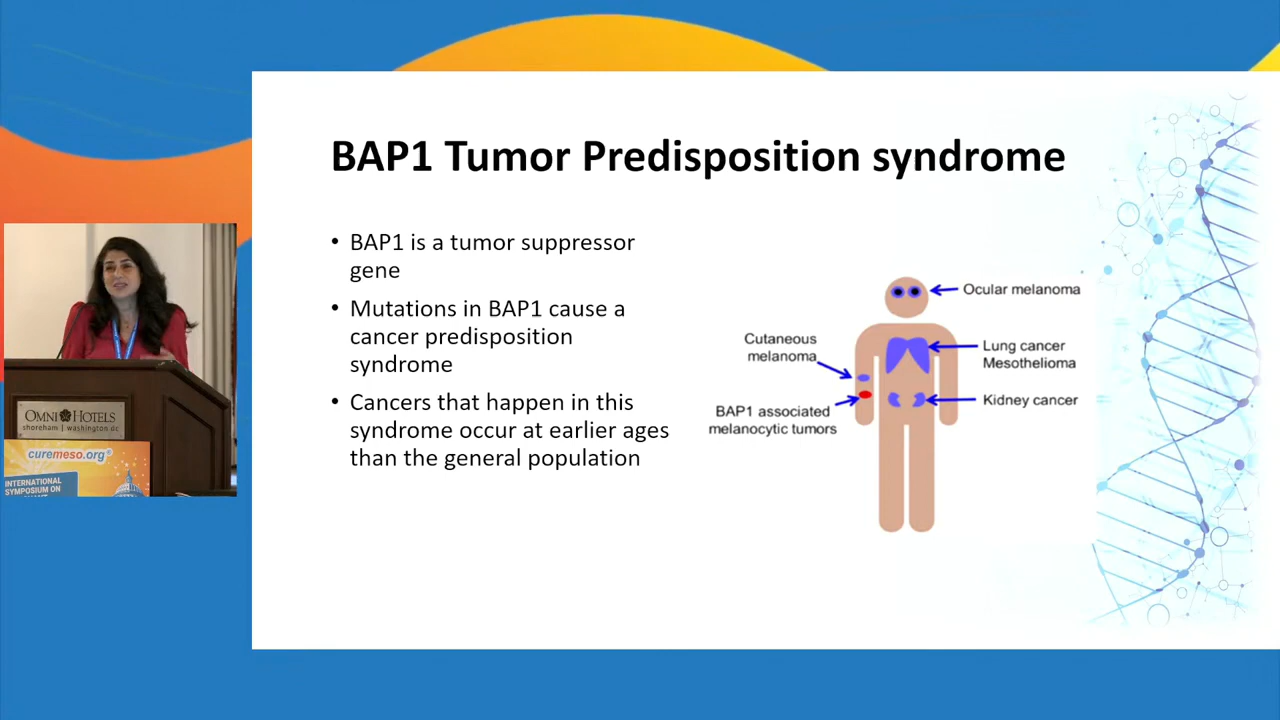 BAP1 Tumor Predisposition syndrome
• BAP1 is a tumor suppressor
gene
• Mutations in BAP1 cause a
cancer predisposition
syndrome
• Cancers that happen in this
syndrome occur at earlier ages
than the general population
Ocular melanoma
Cutaneous
melanoma
Lung cancer
Mesothelioma
Kidney cancer
BAP1 associated
melanocytic tumors
OMNI HOTELS
shoreham | washington dc
curemeso.org®
INTERNATIONAL
SYMPOSIUM ON